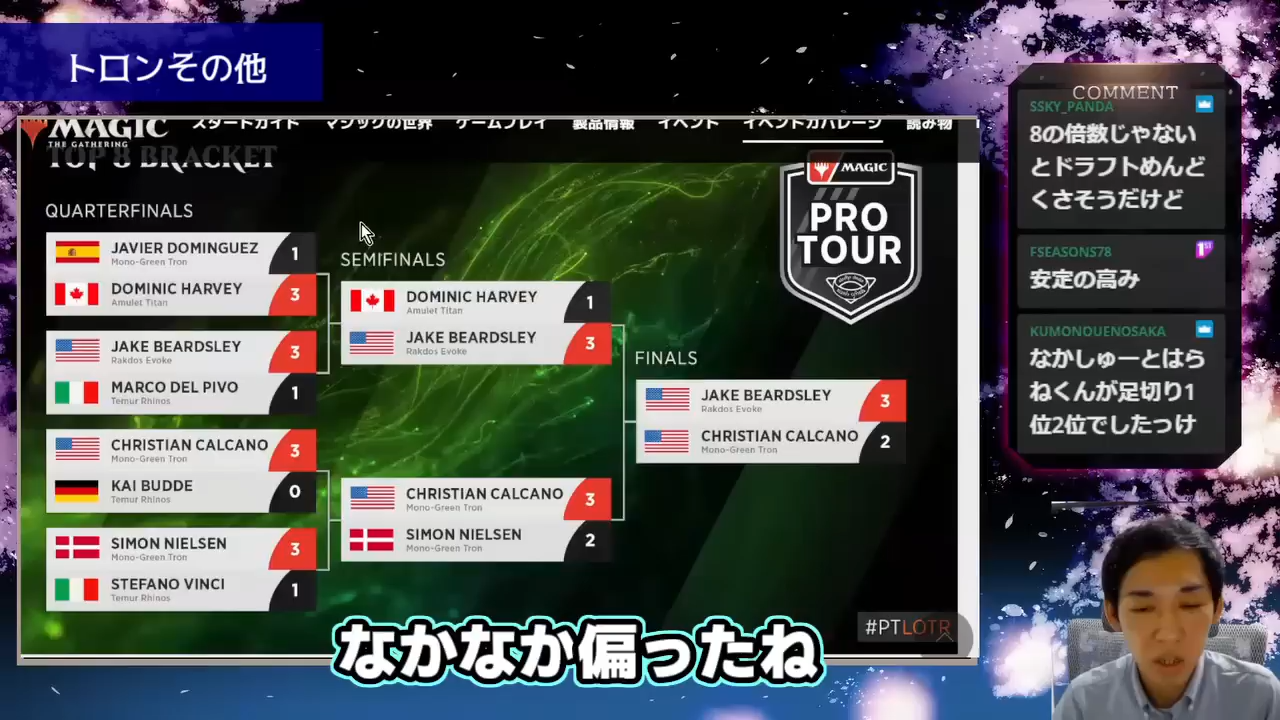 トロンその他
MAGIC
THE GATHERING
スタートガイド マジックの世界 ゲームプレイ 製品情報 イベント イベントカバレージ 読み物
TOP 8 BRACKET
QUARTERFINALS
JAVIER DOMINGUEZ 1
Mono-Green Tron
DOMINIC HARVEY 3
Amulet Titan
JAKE BEARDSLEY 3
Rakdos Evoke
MARCO DEL PIVO 1
Temur Rhinos
CHRISTIAN CALCANO 3
Mono-Green Tron
KAI BUDDE 0
Temur Rhinos
SIMON NIELSEN 3
Mono-Green Tron
STEFANO VINCI 1
Temur Rhinos
SEMIFINALS
DOMINIC HARVEY 1
Amulet Titan
JAKE BEARDSLEY 3
Rakdos Evoke
CHRISTIAN CALCANO 3
Mono-Green Tron
SIMON NIELSEN 2
Mono-Green Tron
FINALS
JAKE BEARDSLEY 3
Rakdos Evoke
CHRISTIAN CALCANO 2
Mono-Green Tron
MAGIC
PRO
TOUR
#PTLOTR
COMMENT
SSKY_PANDA
8の倍数じゃない
とドラフトめんど
くさそうだけど
FSEASONS78
1ST
安定の高み
KUMONOUENOSAKA
なかしゅーとはら
ねくんが足切り1
位2位でしたっけ
なかなか偏ったね